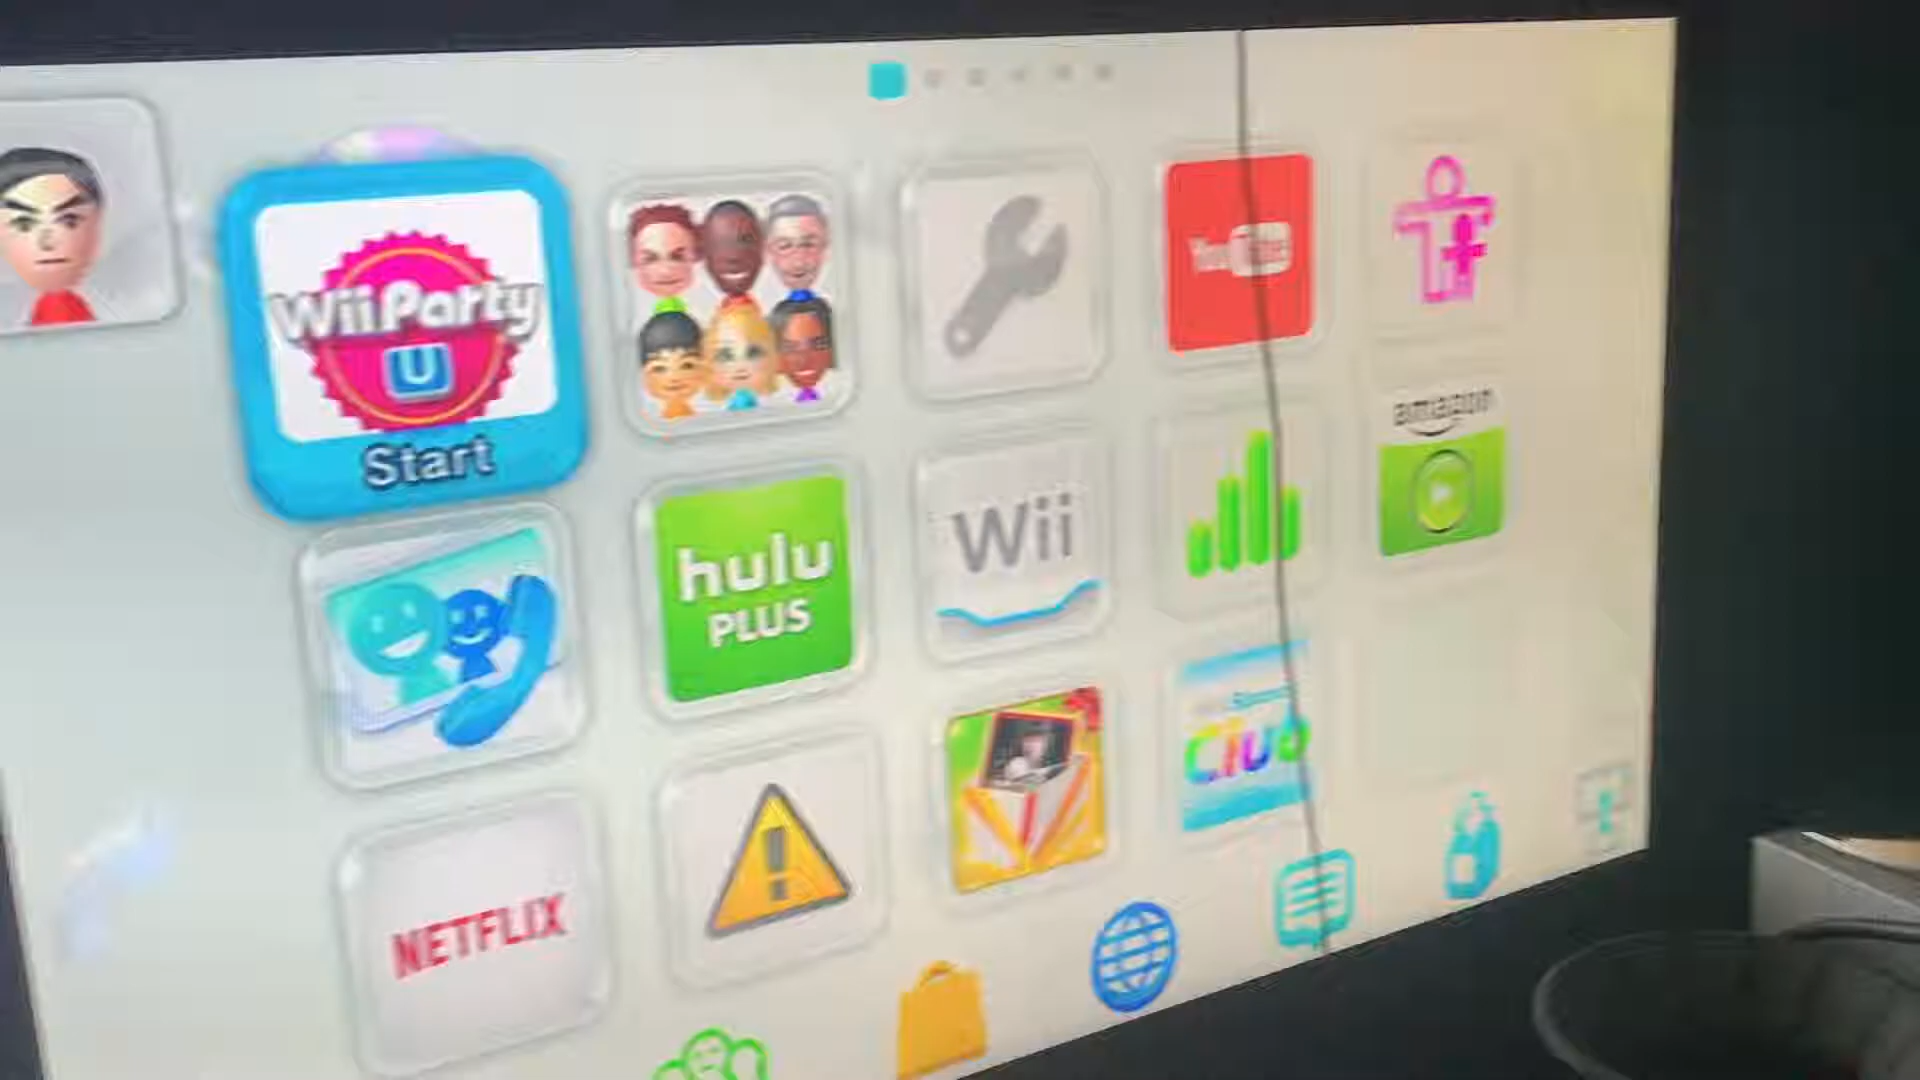 Wii Party
U
Start
YouTube
amazon
hulu
PLUS
Wii
Club
NETFLIX